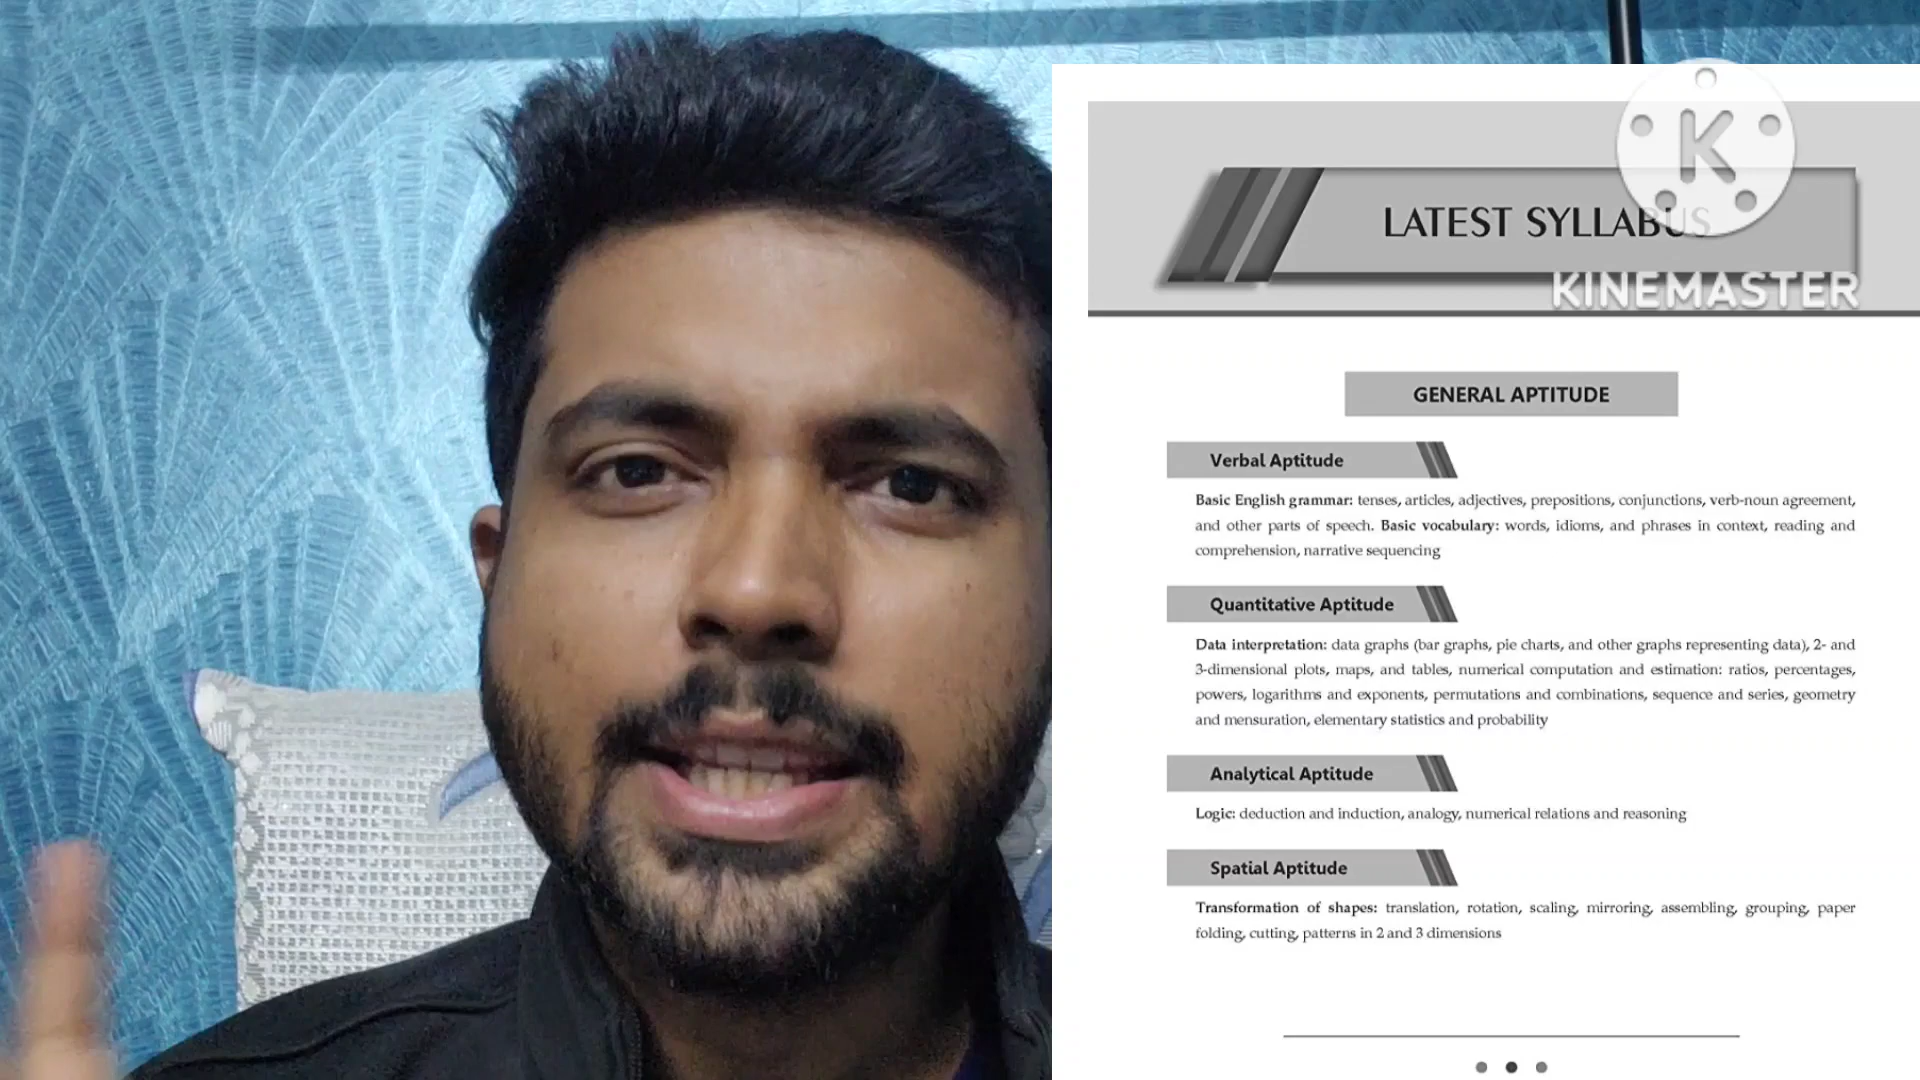 K
LATEST SYLLABUS
KINEMASTER
GENERAL APTITUDE
Verbal Aptitude
Basic English grammar: tenses, articles, adjectives, prepositions, conjunctions, verb-noun agreement,
and other parts of speech. Basic vocabulary: words, idioms, and phrases in context, reading and
comprehension, narrative sequencing
Quantitative Aptitude
Data interpretation: data graphs (bar graphs, pie charts, and other graphs representing data), 2- and
3-dimensional plots, maps, and tables, numerical computation and estimation: ratios, percentages,
powers, logarithms and exponents, permutations and combinations, sequence and series, geometry
and mensuration, elementary statistics and probability
Analytical Aptitude
Logic: deduction and induction, analogy, numerical relations and reasoning
Spatial Aptitude
Transformation of shapes: translation, rotation, scaling, mirroring, assembling, grouping, paper
folding, cutting, patterns in 2 and 3 dimensions